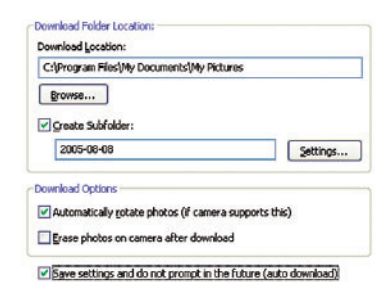 Download Folder Location:
Download Location:
C:\Program Files\My Documents\My Pictures
Browse...
Create Subfolder:
2005-08-08
Settings...
Download Options
Automatically rotate photos (if camera supports this)
Erase photos on camera after download
Save settings and do not prompt in the future (auto download)